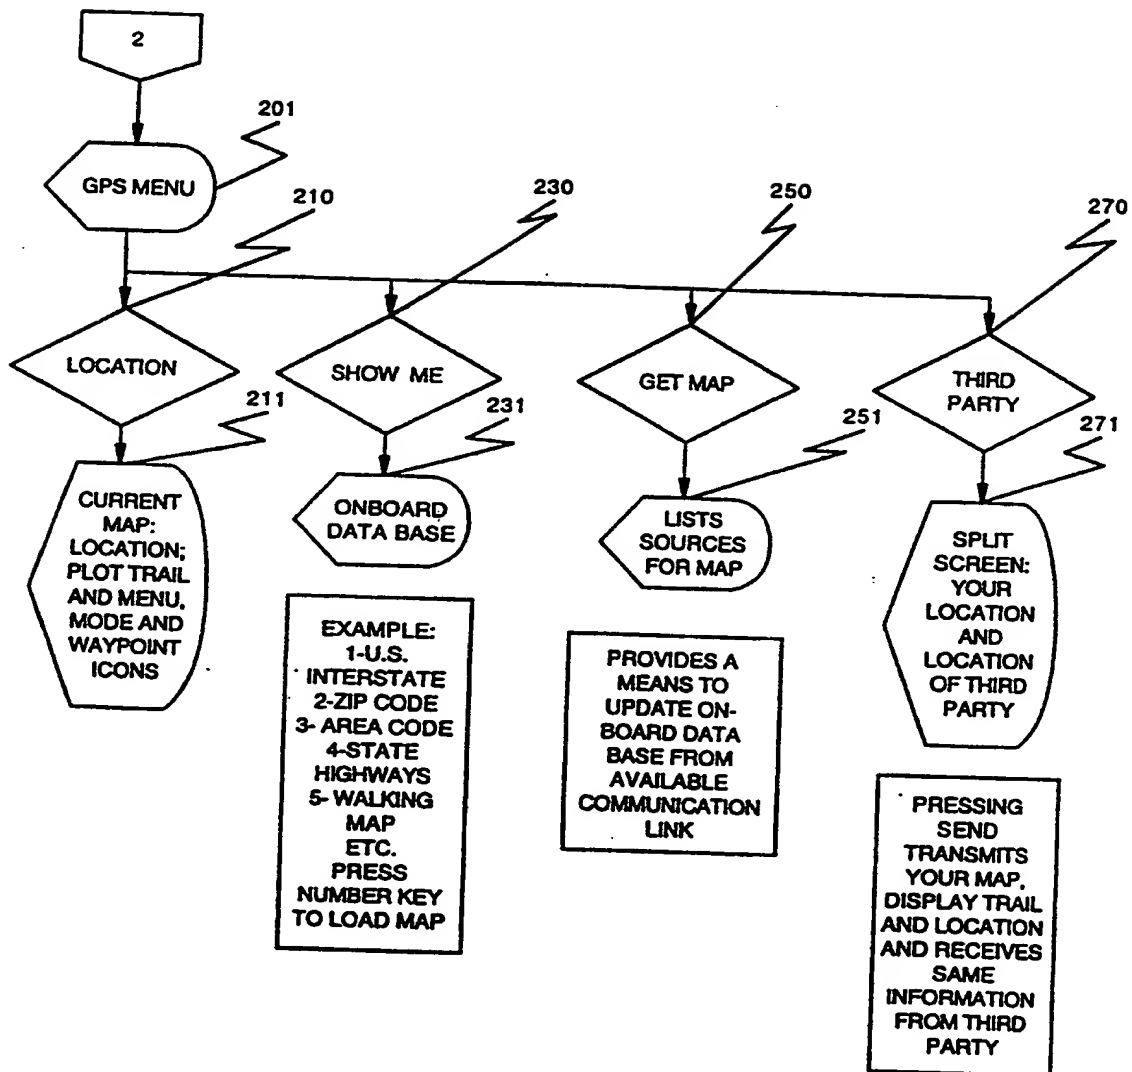 2
201
GPS MENU
210
230
250
270
LOCATION
SHOW ME
GET MAP
THIRD
PARTY
211
231
251
271
CURRENT
MAP:
LOCATION;
PLOT TRAIL
AND MENU,
MODE AND
WAYPOINT
ICONS
ONBOARD
DATA BASE
LISTS
SOURCES
FOR MAP
SPLIT
SCREEN:
YOUR
LOCATION
AND
LOCATION
OF THIRD
PARTY
EXAMPLE:
1-U.S.
INTERSTATE
2-ZIP CODE
3- AREA CODE
4-STATE
HIGHWAYS
5- WALKING
MAP
ETC.
PRESS
NUMBER KEY
TO LOAD MAP
PROVIDES A
MEANS TO
UPDATE ON-
BOARD DATA
BASE FROM
AVAILABLE
COMMUNICATION
LINK
PRESSING
SEND
TRANSMITS
YOUR MAP,
DISPLAY TRAIL
AND LOCATION
AND RECEIVES
SAME
INFORMATION
FROM THIRD
PARTY